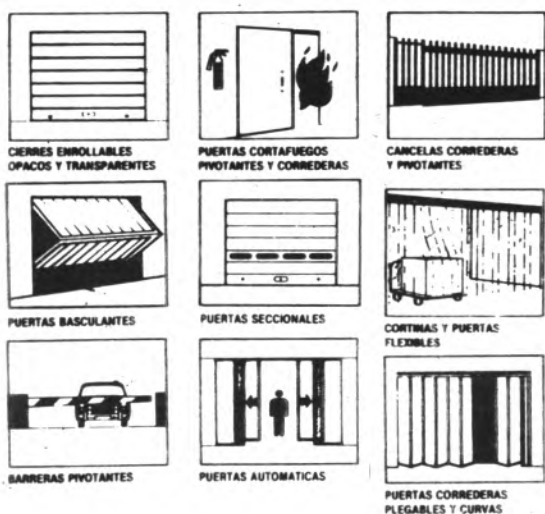 CIERRES ENROLLABLES
OPACOS Y TRANSPARENTES
PUERTAS CORTAFUEGOS
PIVOTANTES Y CORREDERAS
CANCELAS CORREDERAS
Y PIVOTANTES
PUERTAS BASCULANTES
PUERTAS SECCIONALES
CORTINAS Y PUERTAS
FLEXIBLES
BARRERAS PIVOTANTES
PUERTAS AUTOMATICAS
PUERTAS CORREDERAS
PLEGABLES Y CURVAS